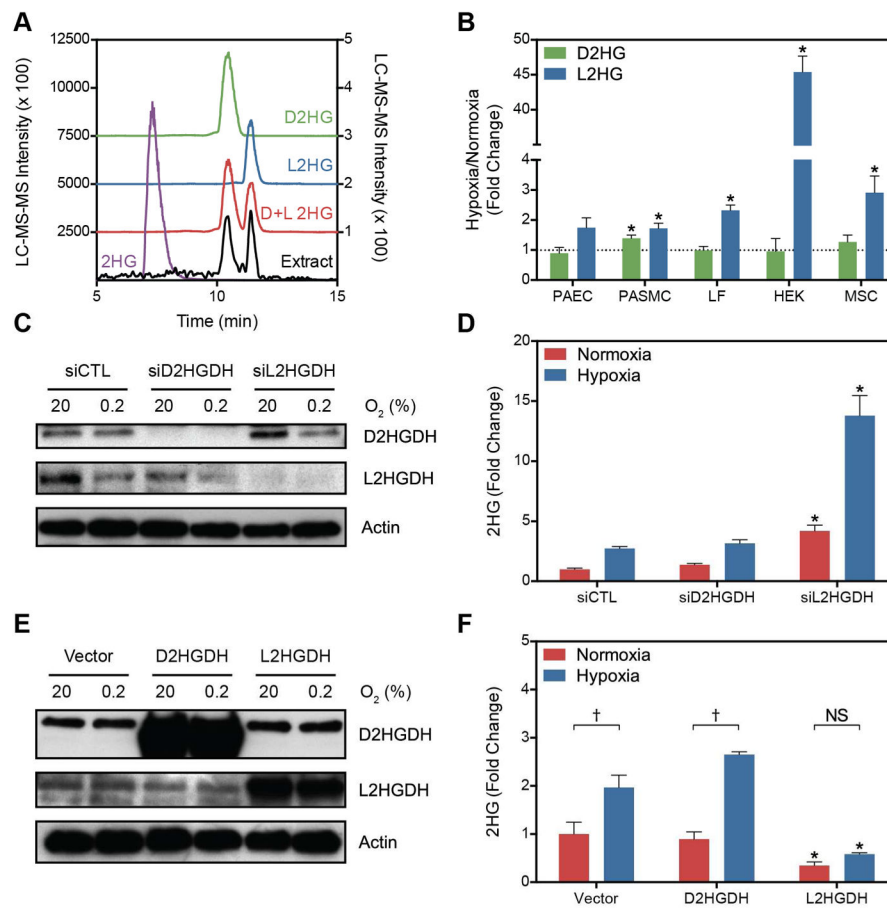 A
LC-MS-MS Intensity (x 100)
12500
10000
7500
5000
2500
5
4
3
2
1
LC-MS-MS Intensity (x 100)
D2HG
L2HG
D+L 2HG
2HG
Extract
5
10
15
Time (min)
B
Hypoxia/Normoxia
(Fold Change)
50
45
40
4
3
2
1
0
D2HG
L2HG
* * * * *
PAEC
PASMC
LF
HEK
MSC
C
siCTL siD2HGDH siL2HGDH
20 0.2 20 0.2 20 0.2 O2 (%)
D2HGDH
L2HGDH
Actin
D
2HG (Fold Change)
20
15
10
5
0
Normoxia
Hypoxia
* *
siCTL
siD2HGDH
siL2HGDH
E
Vector D2HGDH L2HGDH
20 0.2 20 0.2 20 0.2 O2 (%)
D2HGDH
L2HGDH
Actin
F
2HG (Fold Change)
5
4
3
2
1
0
Normoxia
Hypoxia
† † NS
* *
Vector
D2HGDH
L2HGDH